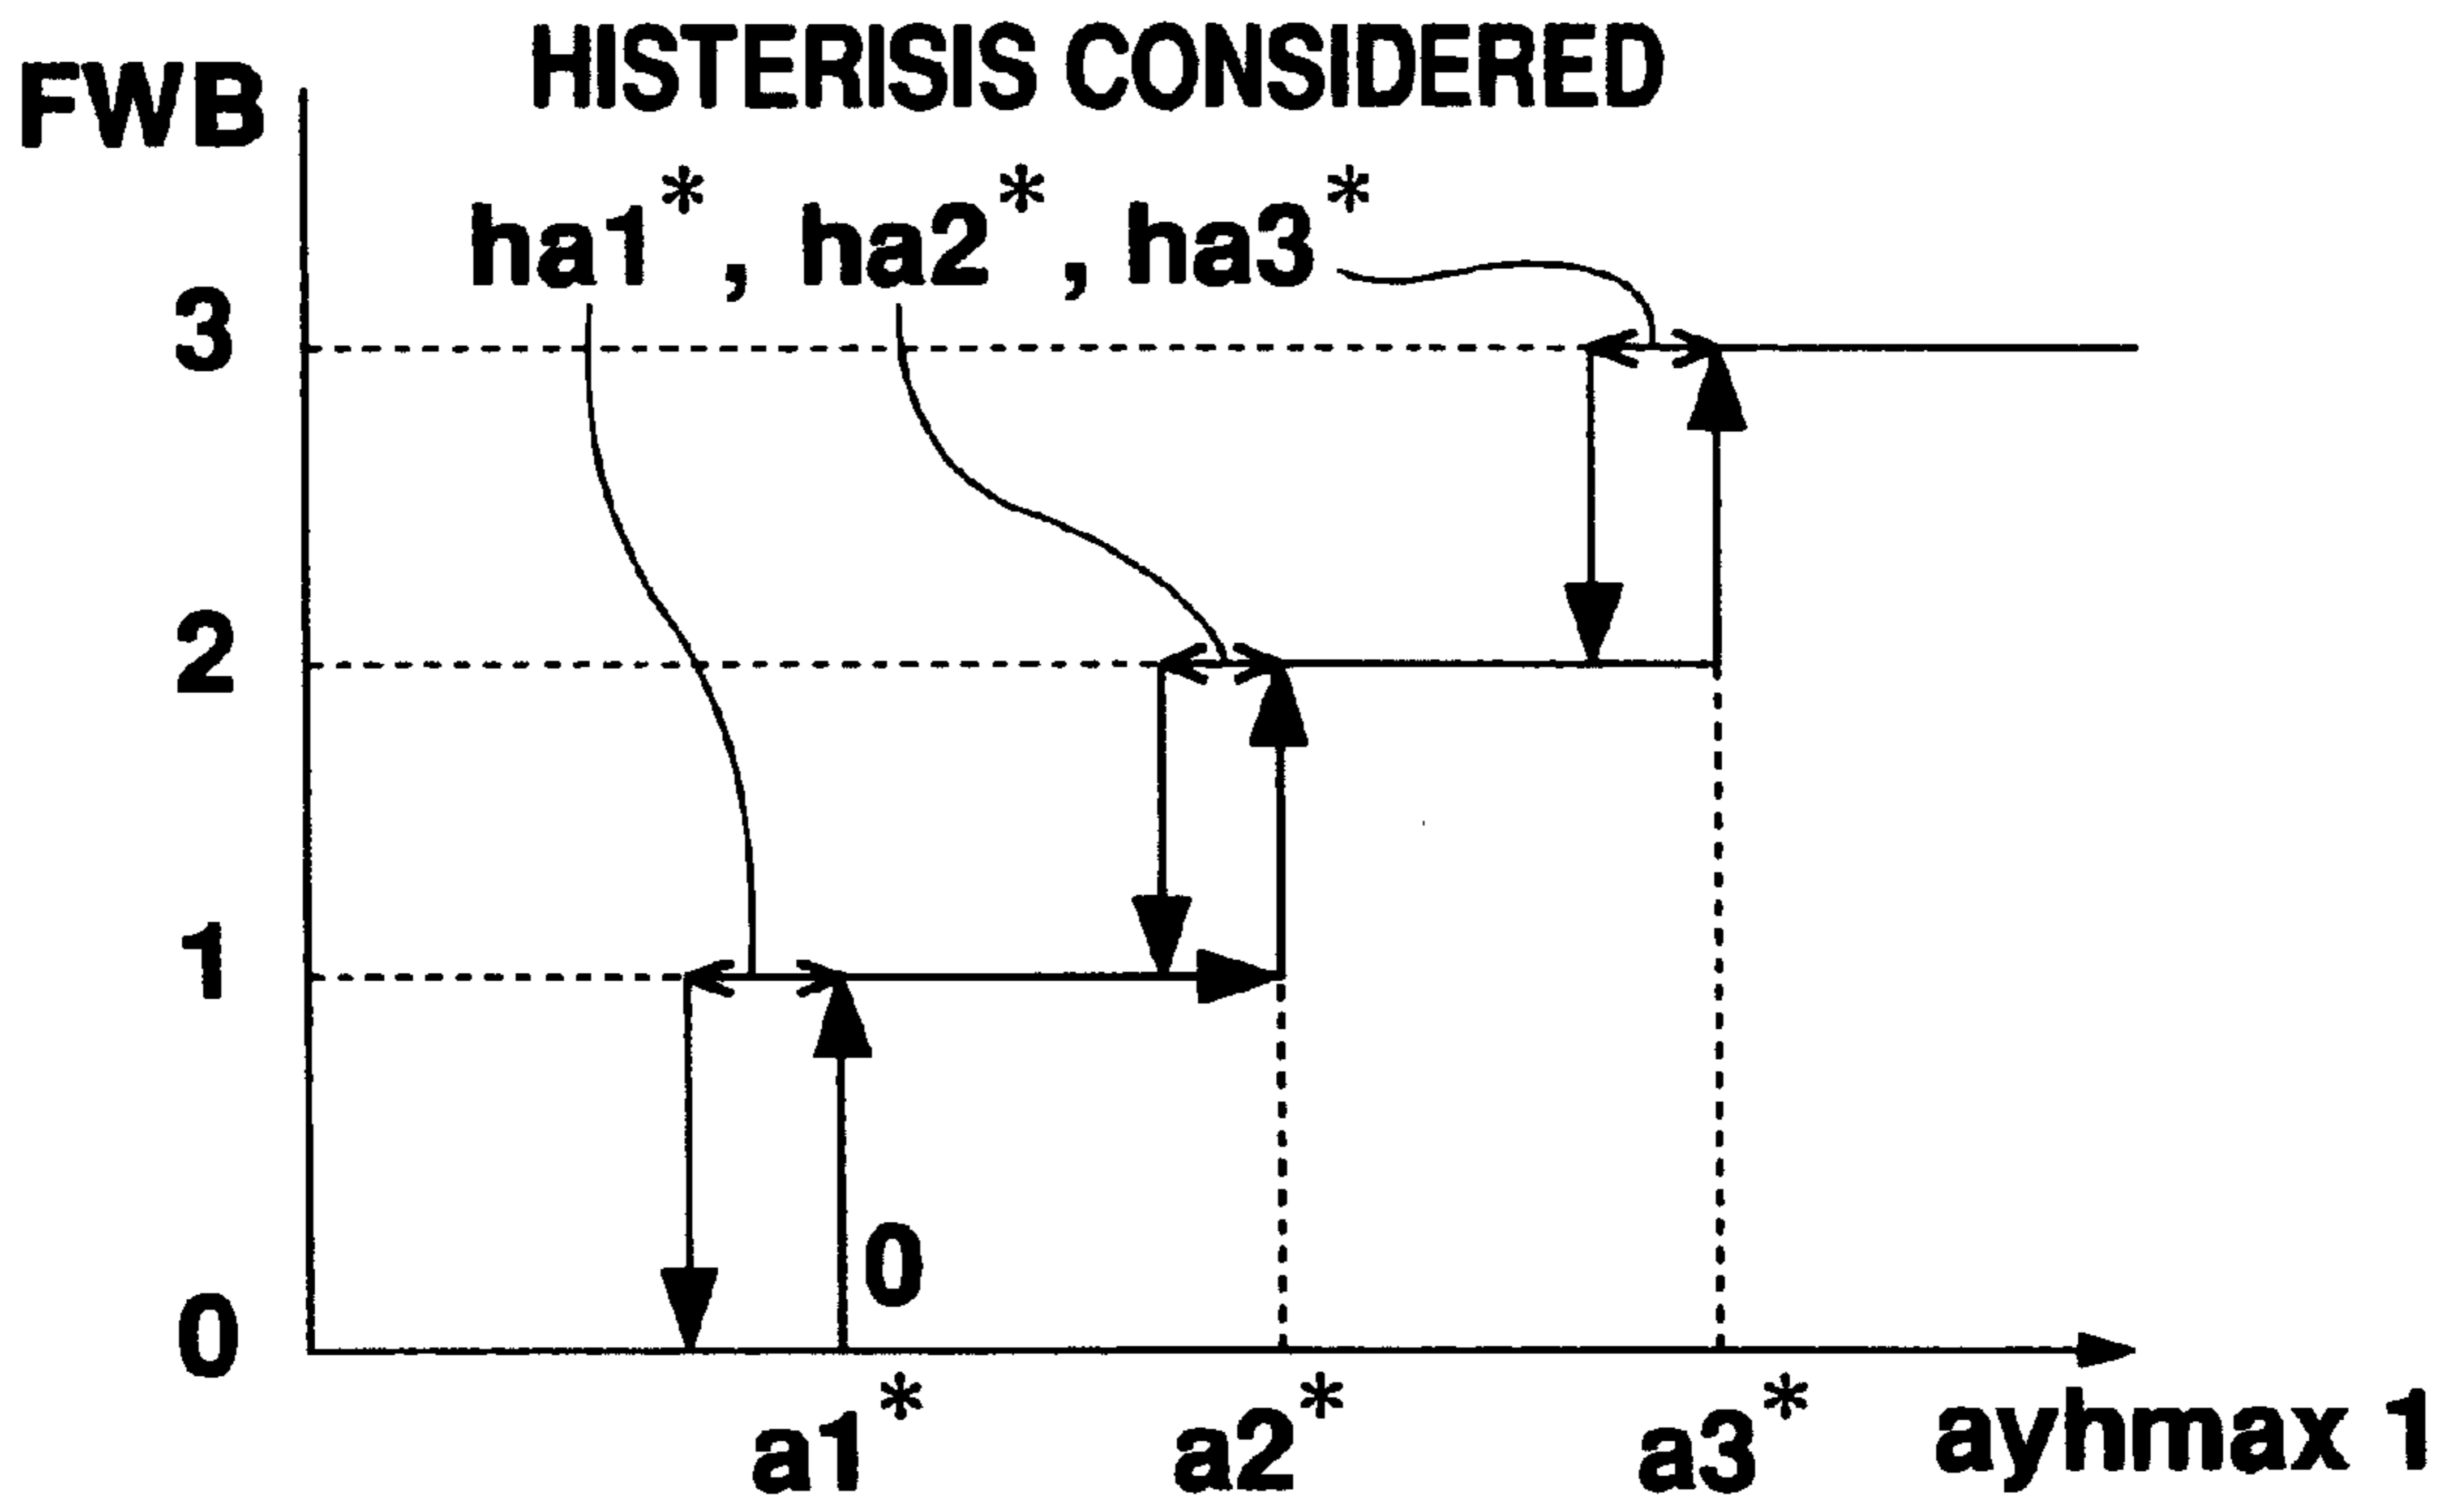 HISTERISIS CONSIDERED
FWB
ha1*, ha2*, ha3*
3
2
1
0
0
a1* a2* a3* ayhmax 1